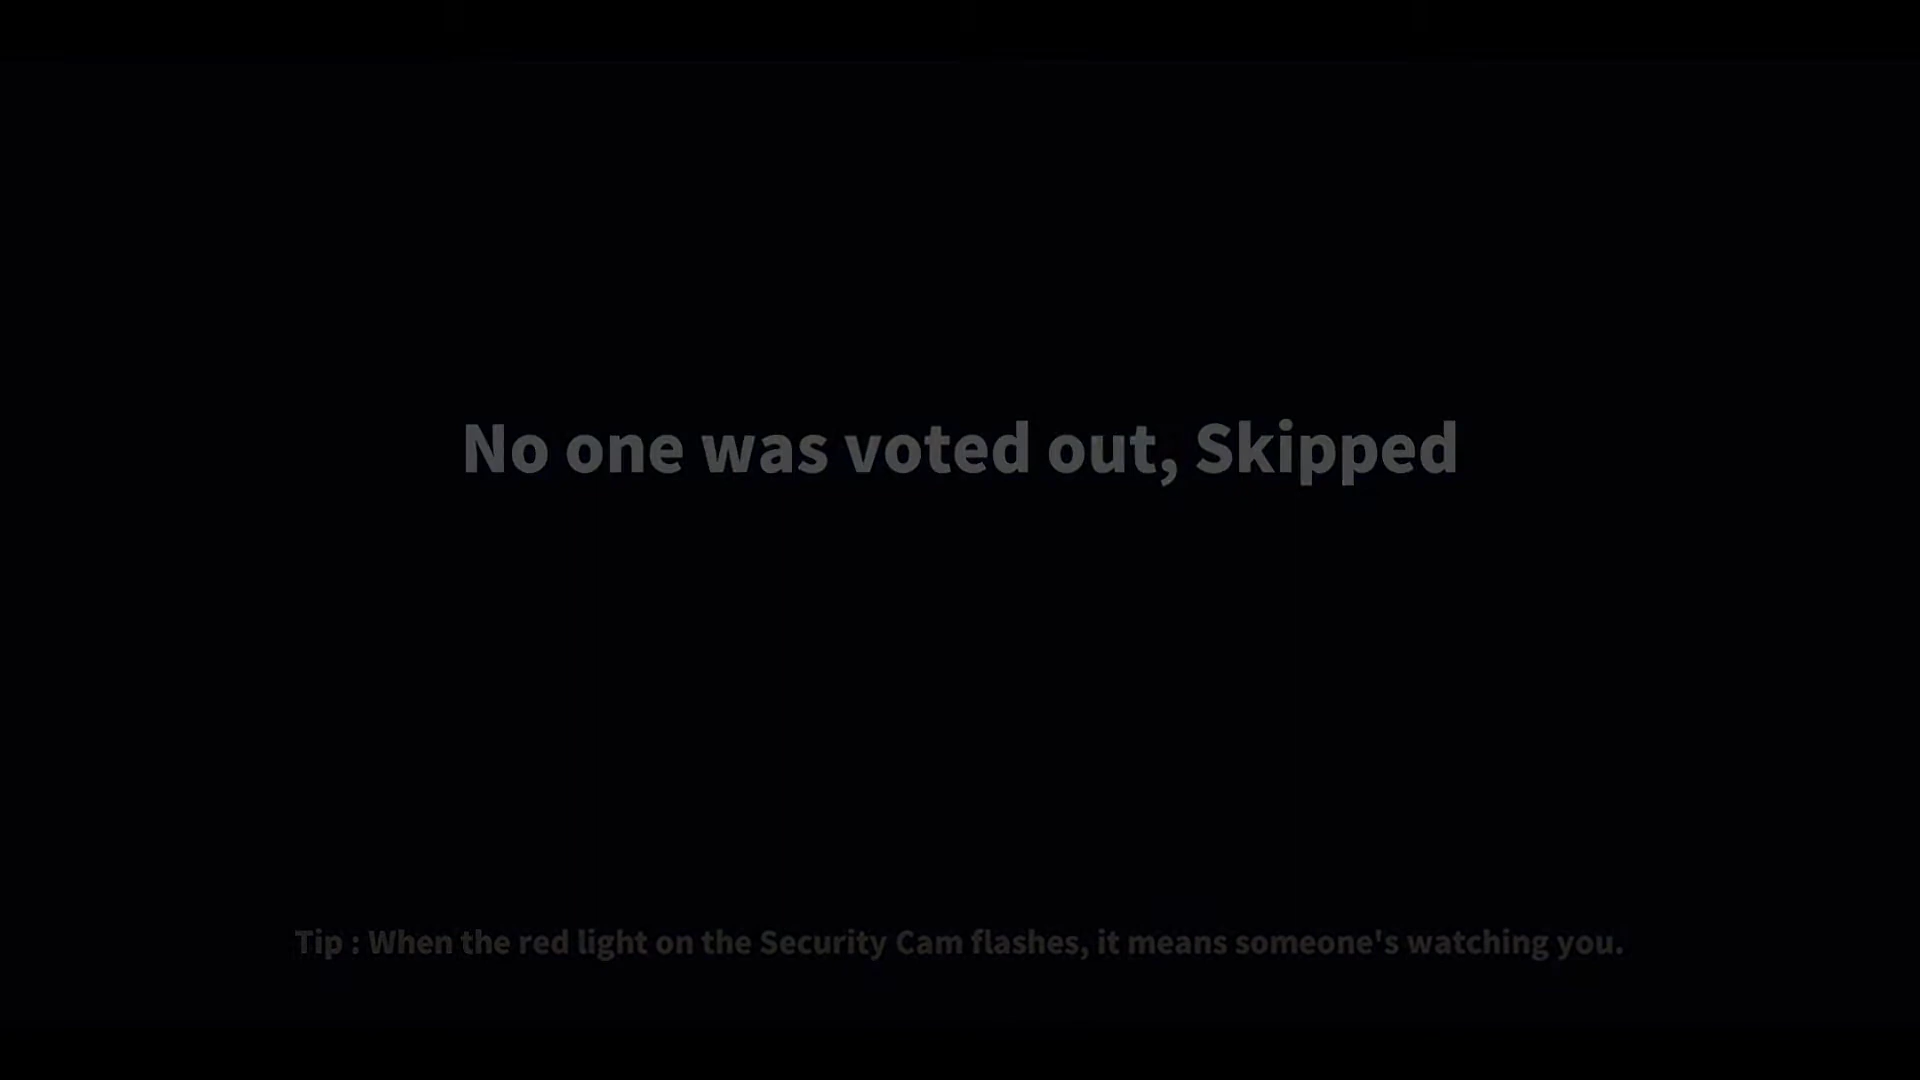 No one was voted out, Skipped
Tip : When the red light on the Security Cam flashes, it means someone's watching you.